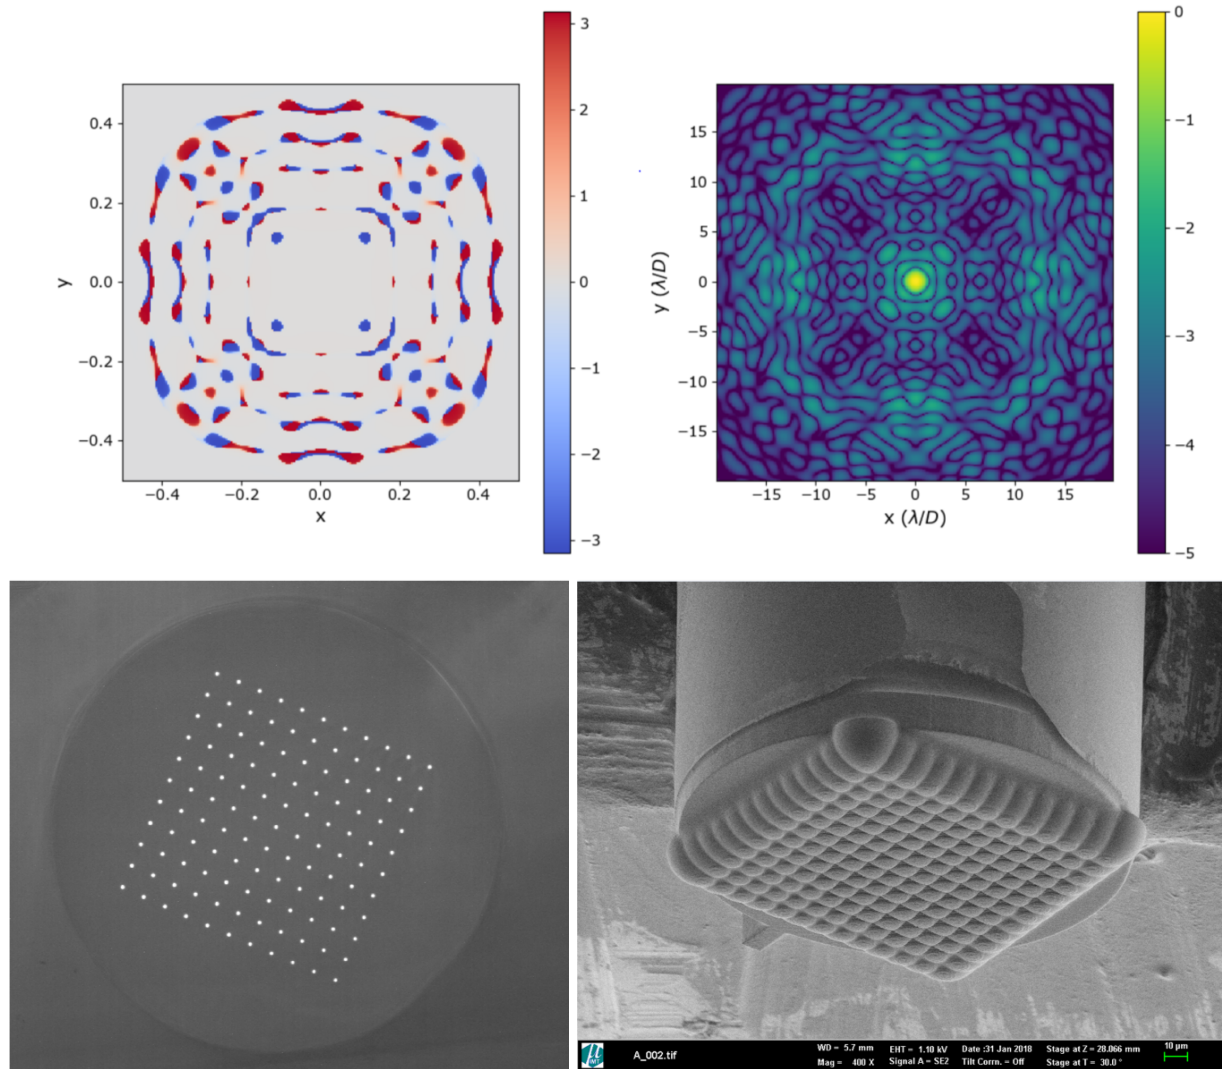 3
2
1
0
−1
−2
−3
0.4
0.2
0.0
−0.2
−0.4
y
−0.4 −0.2 0.0 0.2 0.4
x
0
−1
−2
−3
−4
−5
15
10
5
0
−5
−10
−15
y (λ/D)
−15 −10 −5 0 5 10 15
x (λ/D)
μ
IMT
A_002.tif
WD = 5.7 mm EHT = 1.10 kV Date :31 Jan 2018 Stage at Z = 28.066 mm 10 μm
Mag = 400 X Signal A = SE2 Tilt Corrn. = Off Stage at T = 30.0 °